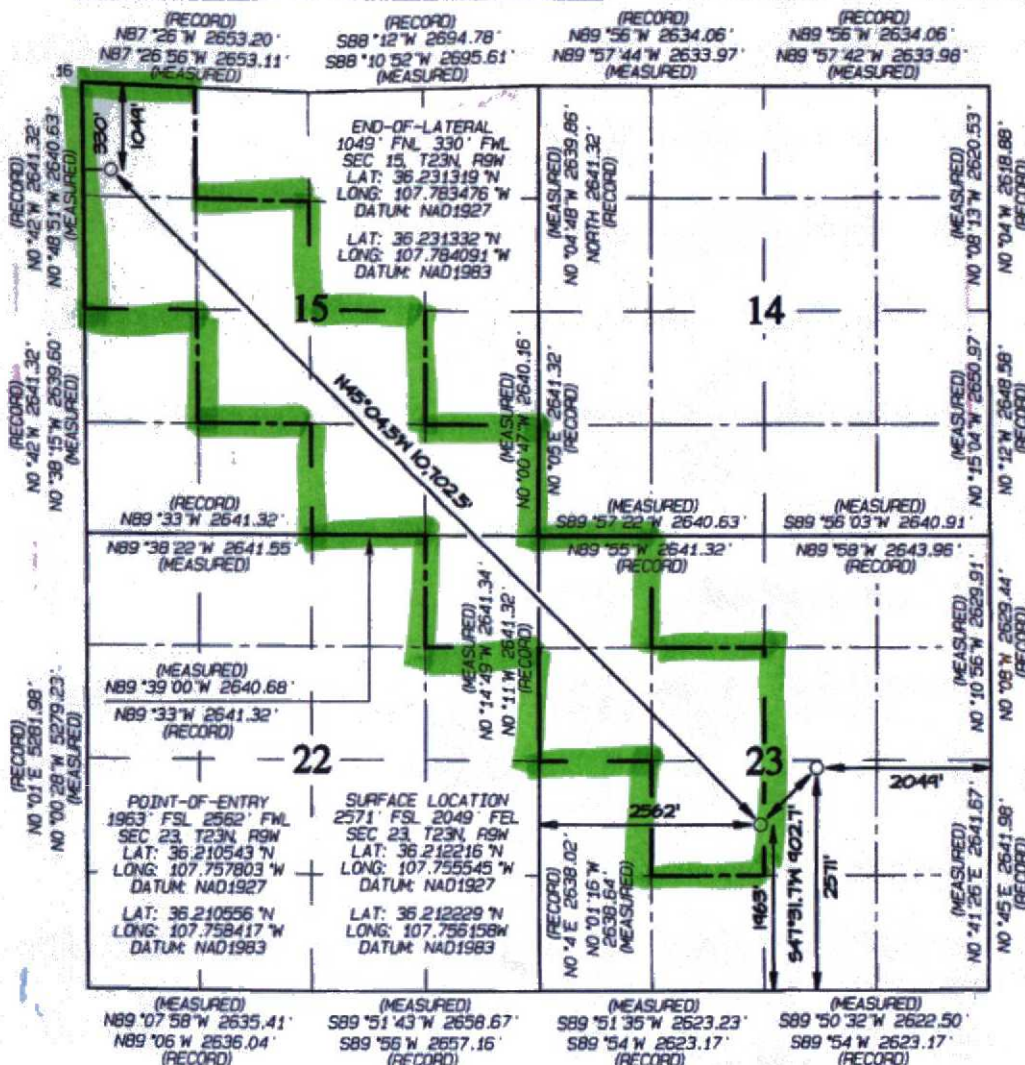 (RECORD)
N87°26'W 2653.20'
N87°26'56"W 2653.11'
(MEASURED)
(RECORD)
S88°12'W 2694.78'
S88°10'52"W 2695.61'
(MEASURED)
(RECORD)
N89°56'W 2634.06'
N89°57'44"W 2633.97'
(MEASURED)
(RECORD)
N89°56'W 2634.06'
N89°57'42"W 2633.98'
(MEASURED)
16
330'
1049'
(RECORD)
N0°42'W 2641.32'
N0°48'51"W 2640.63'
(MEASURED)
END-OF-LATERAL
1049' FNL 330' FWL
SEC 15, T23N, R9W
LAT: 36.231319°N
LONG: 107.783476°W
DATUM: NAD1927
LAT: 36.231332°N
LONG: 107.784091°W
DATUM: NAD1983
(MEASURED)
N0°04'48"W 2639.86'
NORTH 2641.32'
(RECORD)
(MEASURED)
N0°08'13"W 2620.53'
N0°04'W 2618.88'
(RECORD)
15
14
(RECORD)
N0°42'W 2641.32'
N0°38'15"W 2639.60'
(MEASURED)
N45°04.5'W 10,702.5'
(MEASURED)
N0°00'47"W 2640.16'
N0°05'E 2641.32'
(RECORD)
(MEASURED)
N0°15'04"W 2650.97'
N0°12'W 2648.58'
(RECORD)
(RECORD)
N89°33'W 2641.32'
N89°38'22"W 2641.55'
(MEASURED)
(MEASURED)
S89°57'22"W 2640.63'
N89°55'W 2641.32'
(RECORD)
(MEASURED)
S89°56'03"W 2640.91'
N89°58'W 2643.96'
(RECORD)
(MEASURED)
N0°14'49"W 2641.34'
N0°11'W 2641.32'
(RECORD)
(MEASURED)
N0°10'56"W 2629.91'
N0°08'W 2629.44'
(RECORD)
(MEASURED)
N89°39'00"W 2640.68'
N89°33'W 2641.32'
(RECORD)
(RECORD)
N0°01'E 5281.98'
N0°00'28"W 5279.23'
(MEASURED)
22
23
2049'
2562'
POINT-OF-ENTRY
1963' FSL 2562' FWL
SEC 23, T23N, R9W
LAT: 36.210543°N
LONG: 107.757803°W
DATUM: NAD1927
LAT: 36.210556°N
LONG: 107.758417°W
DATUM: NAD1983
SURFACE LOCATION
2571' FSL 2049' FEL
SEC 23, T23N, R9W
LAT: 36.212216°N
LONG: 107.755545°W
DATUM: NAD1927
LAT: 36.212229°N
LONG: 107.756158W
DATUM: NAD1983
(RECORD)
N0°4'E 2638.02'
N0°01'16"W
2638.64'
(MEASURED)
1963'
S47°31.7'W 902.7'
2571'
(MEASURED)
N0°41'26"E 2641.67'
N0°45'E 2641.98'
(RECORD)
(MEASURED)
N89°07'58"W 2635.41'
N89°06'W 2636.04'
(RECORD)
(MEASURED)
S89°51'43"W 2658.67'
S89°56'W 2657.16'
(RECORD)
(MEASURED)
S89°51'35"W 2623.23'
S89°54'W 2623.17'
(RECORD)
(MEASURED)
S89°50'32"W 2622.50'
S89°54'W 2623.17'
(RECORD)